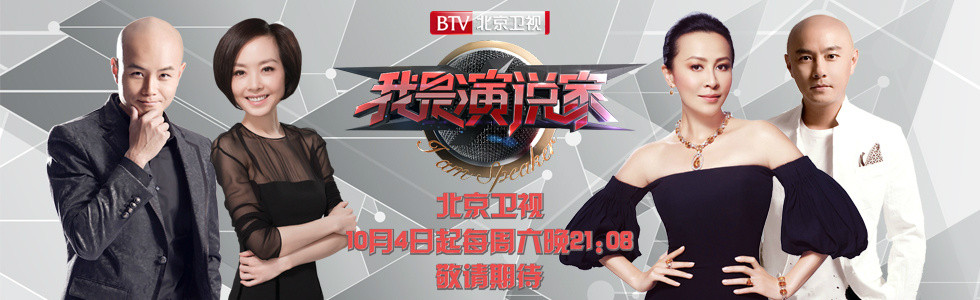 BTV 北京卫视
我是演说家
I am Speaker
北京卫视
10月4日起每周六晚21:08
敬请期待